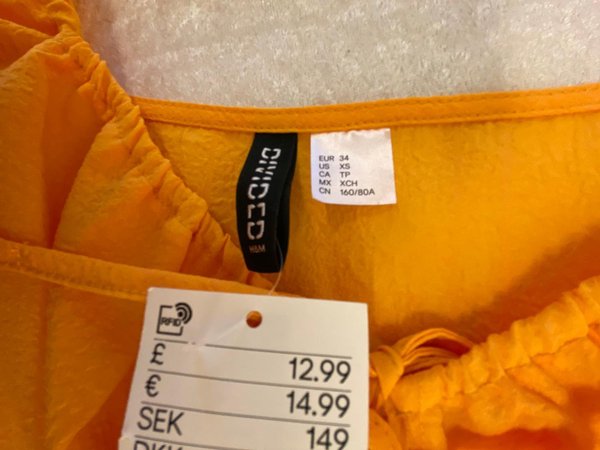 DIVIDED
H&M
EUR 34
US XS
CA TP
MX XCH
CN 160/80A
RFID
£ 12.99
€ 14.99
SEK 149
DKK